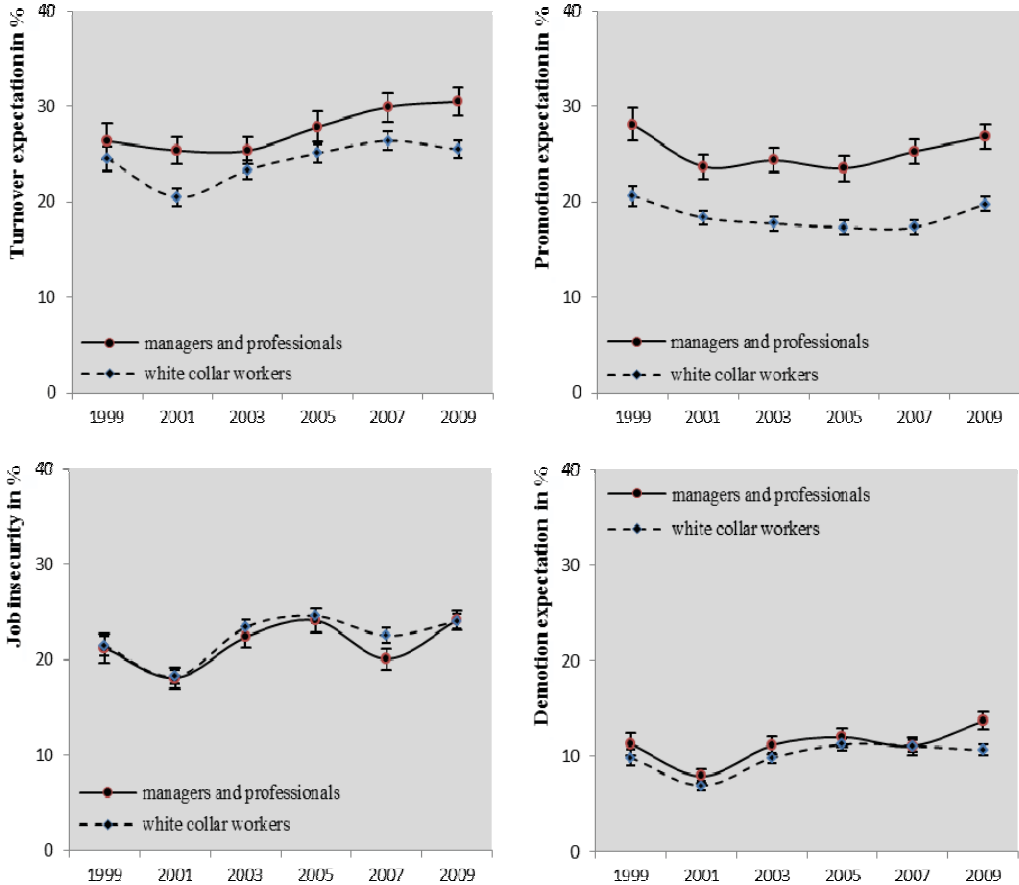 Turnover expectation in %
40
30
20
10
0
managers and professionals
white collar workers
1999 2001 2003 2005 2007 2009
Promotion expectation in %
40
30
20
10
0
managers and professionals
white collar workers
1999 2001 2003 2005 2007 2009
Job insecurity in %
40
30
20
10
0
managers and professionals
white collar workers
1999 2001 2003 2005 2007 2009
Demotion expectation in %
40
30
20
10
0
managers and professionals
white collar workers
1999 2001 2003 2005 2007 2009